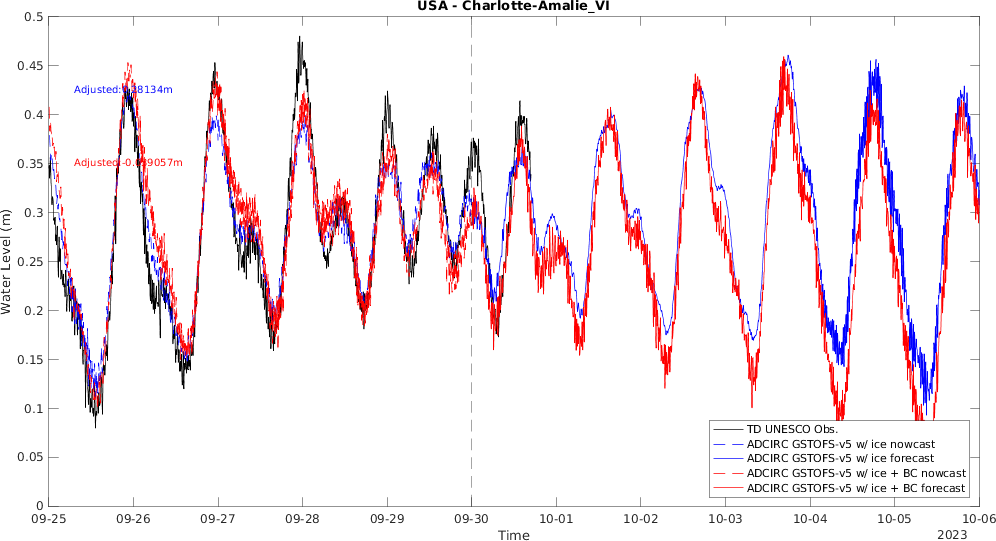 USA - Charlotte-Amalie_VI
0.5
0.45
0.4
0.35
0.3
0.25
0.2
0.15
0.1
0.05
0
Water Level (m)
Adjusted:
Adjusted:
TD UNESCO Obs.
ADCIRC GSTOFS-v5 w/ ice nowcast
ADCIRC GSTOFS-v5 w/ ice forecast
ADCIRC GSTOFS-v5 w/ ice + BC nowcast
ADCIRC GSTOFS-v5 w/ ice + BC forecast
09-25 09-26 09-27 09-28 09-29 09-30 10-01 10-02 10-03 10-04 10-05 10-06
Time
2023